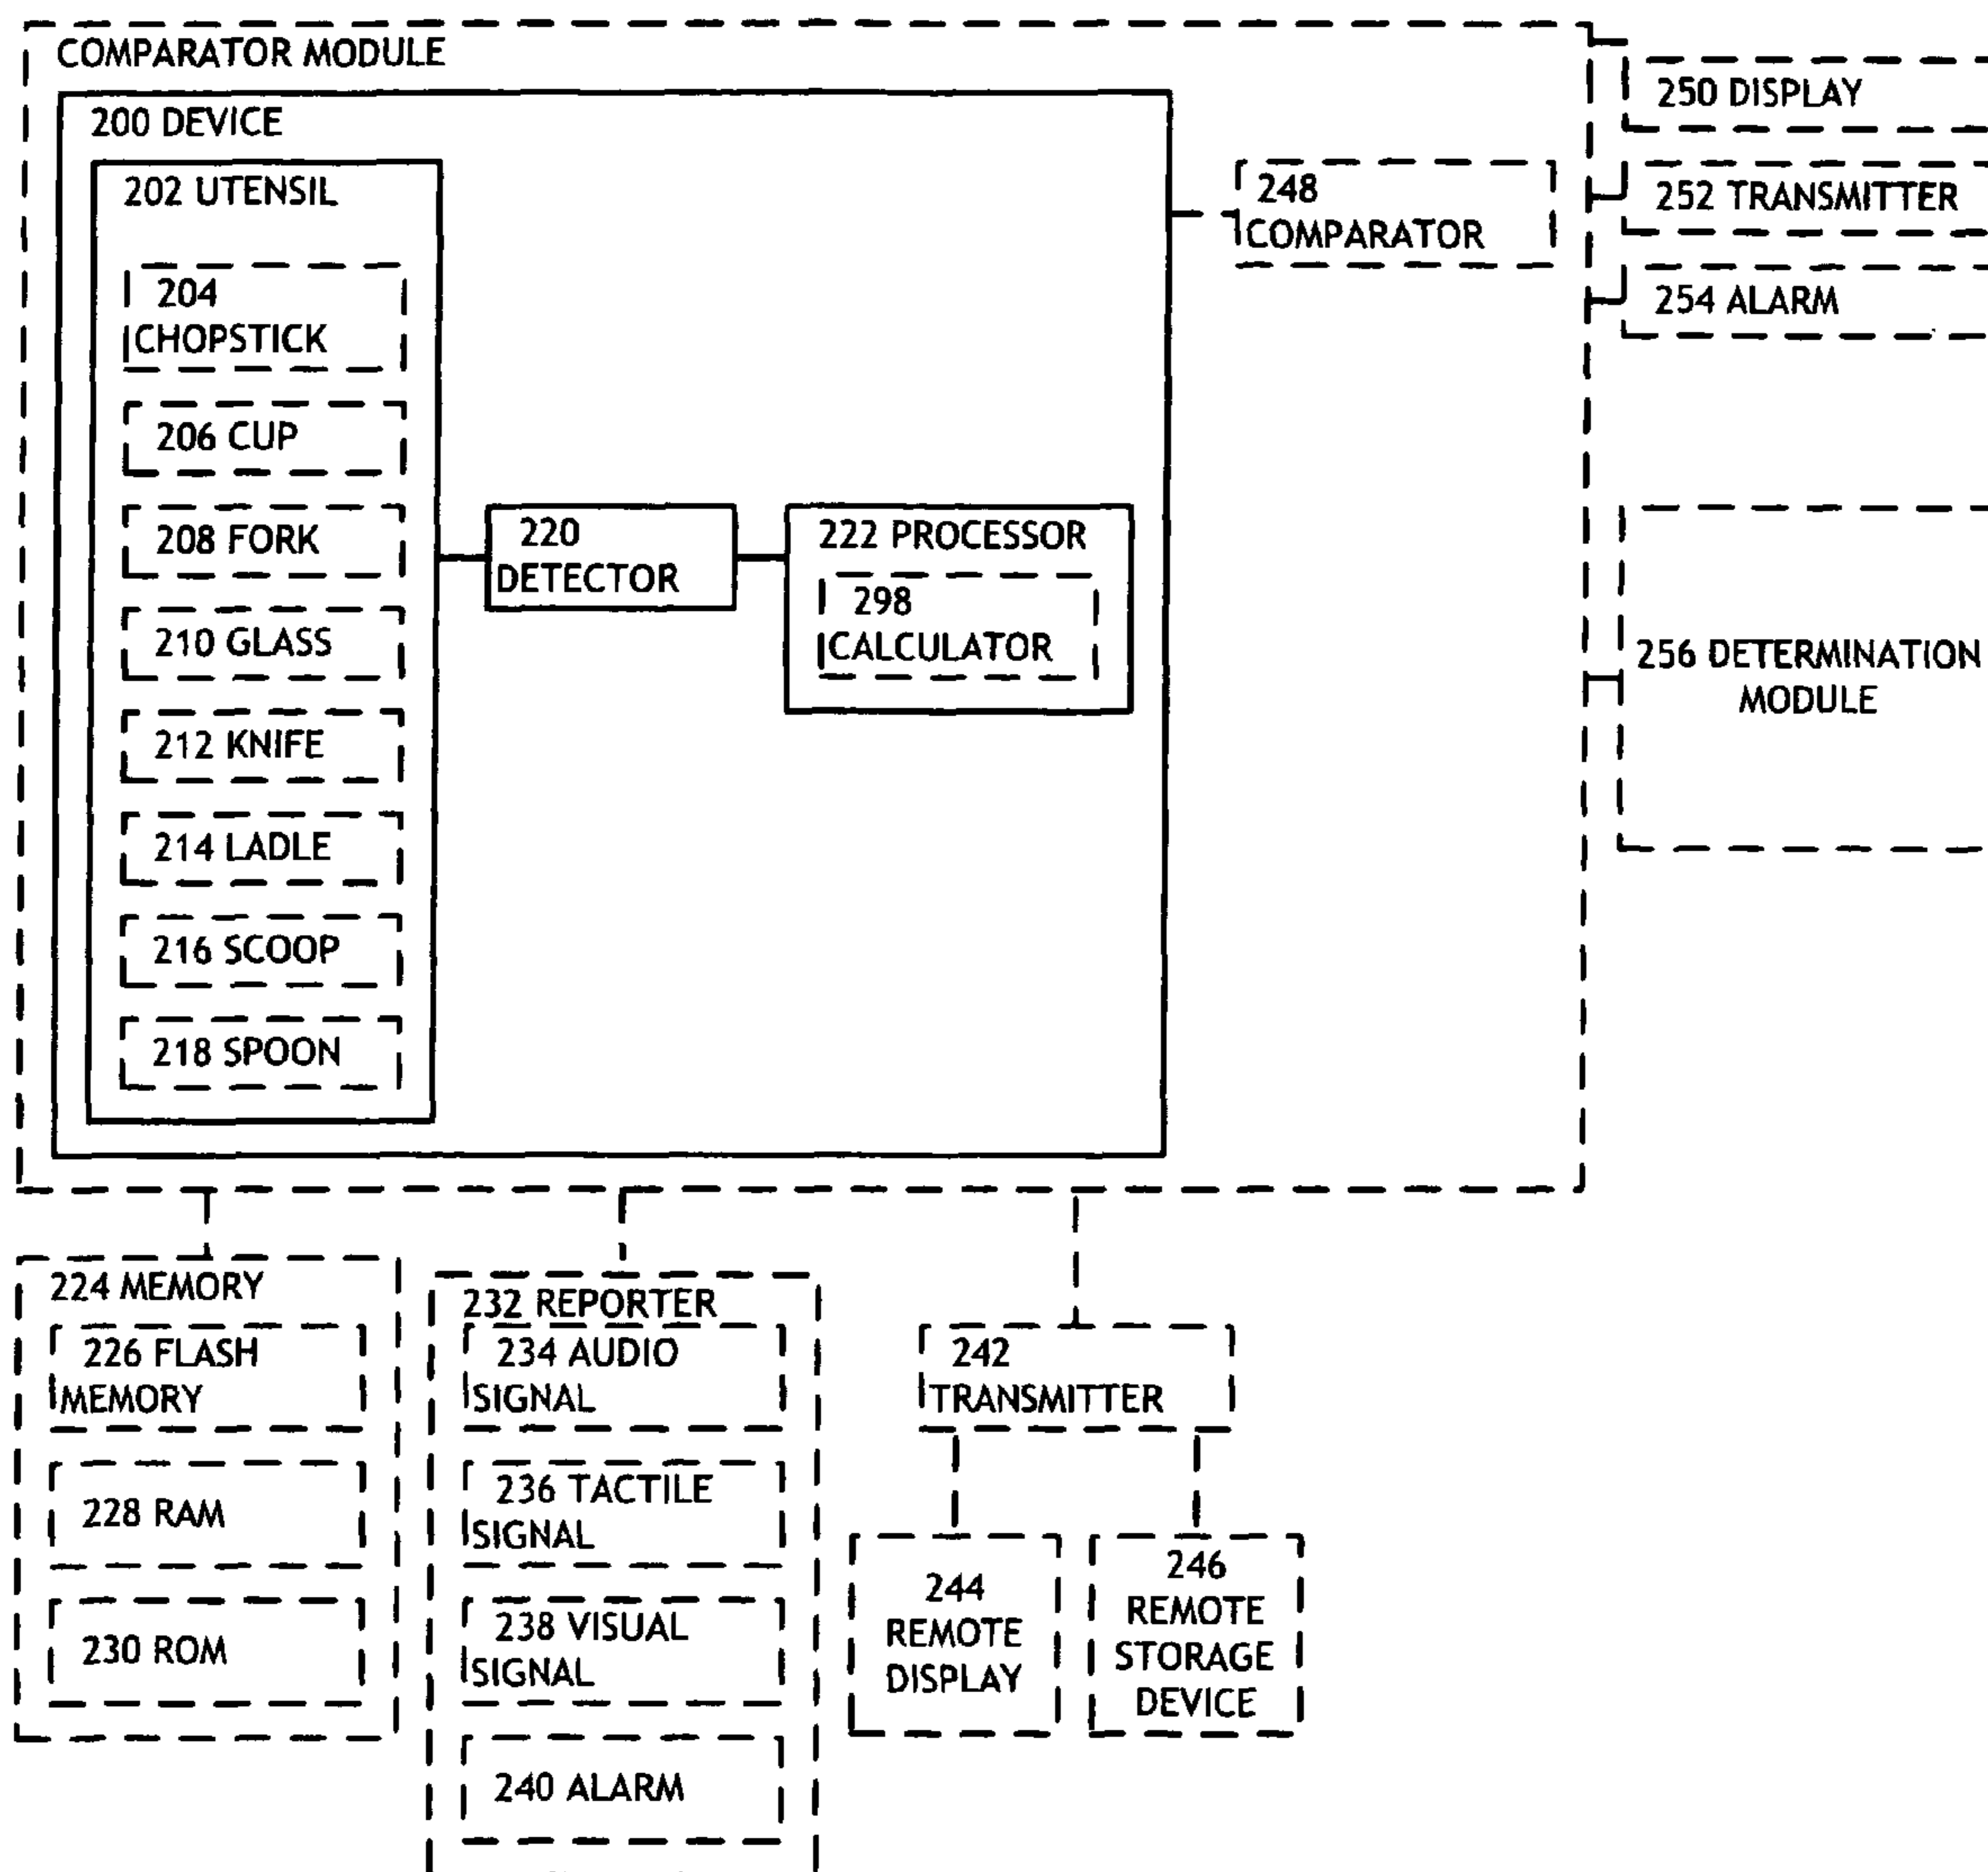 COMPARATOR MODULE
200 DEVICE
202 UTENSIL
204
CHOPSTICK
206 CUP
208 FORK
210 GLASS
212 KNIFE
214 LADLE
216 SCOOP
218 SPOON
220
DETECTOR
222 PROCESSOR
298
CALCULATOR
248
COMPARATOR
250 DISPLAY
252 TRANSMITTER
254 ALARM
256 DETERMINATION
MODULE
224 MEMORY
226 FLASH
MEMORY
228 RAM
230 ROM
232 REPORTER
234 AUDIO
SIGNAL
236 TACTILE
SIGNAL
238 VISUAL
SIGNAL
240 ALARM
242
TRANSMITTER
244
REMOTE
DISPLAY
246
REMOTE
STORAGE
DEVICE